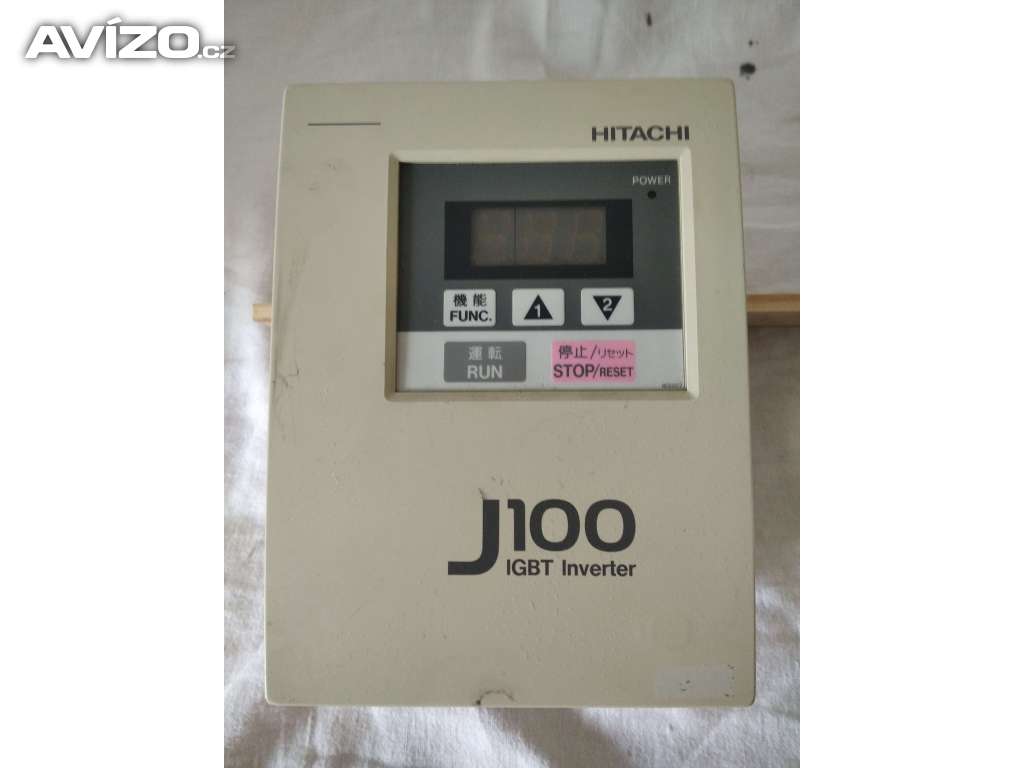 AVÍZO.cz
HITACHI
POWER
機能
FUNC.
1
2
運転
RUN
停止/リセット
STOP/RESET
J100
IGBT Inverter